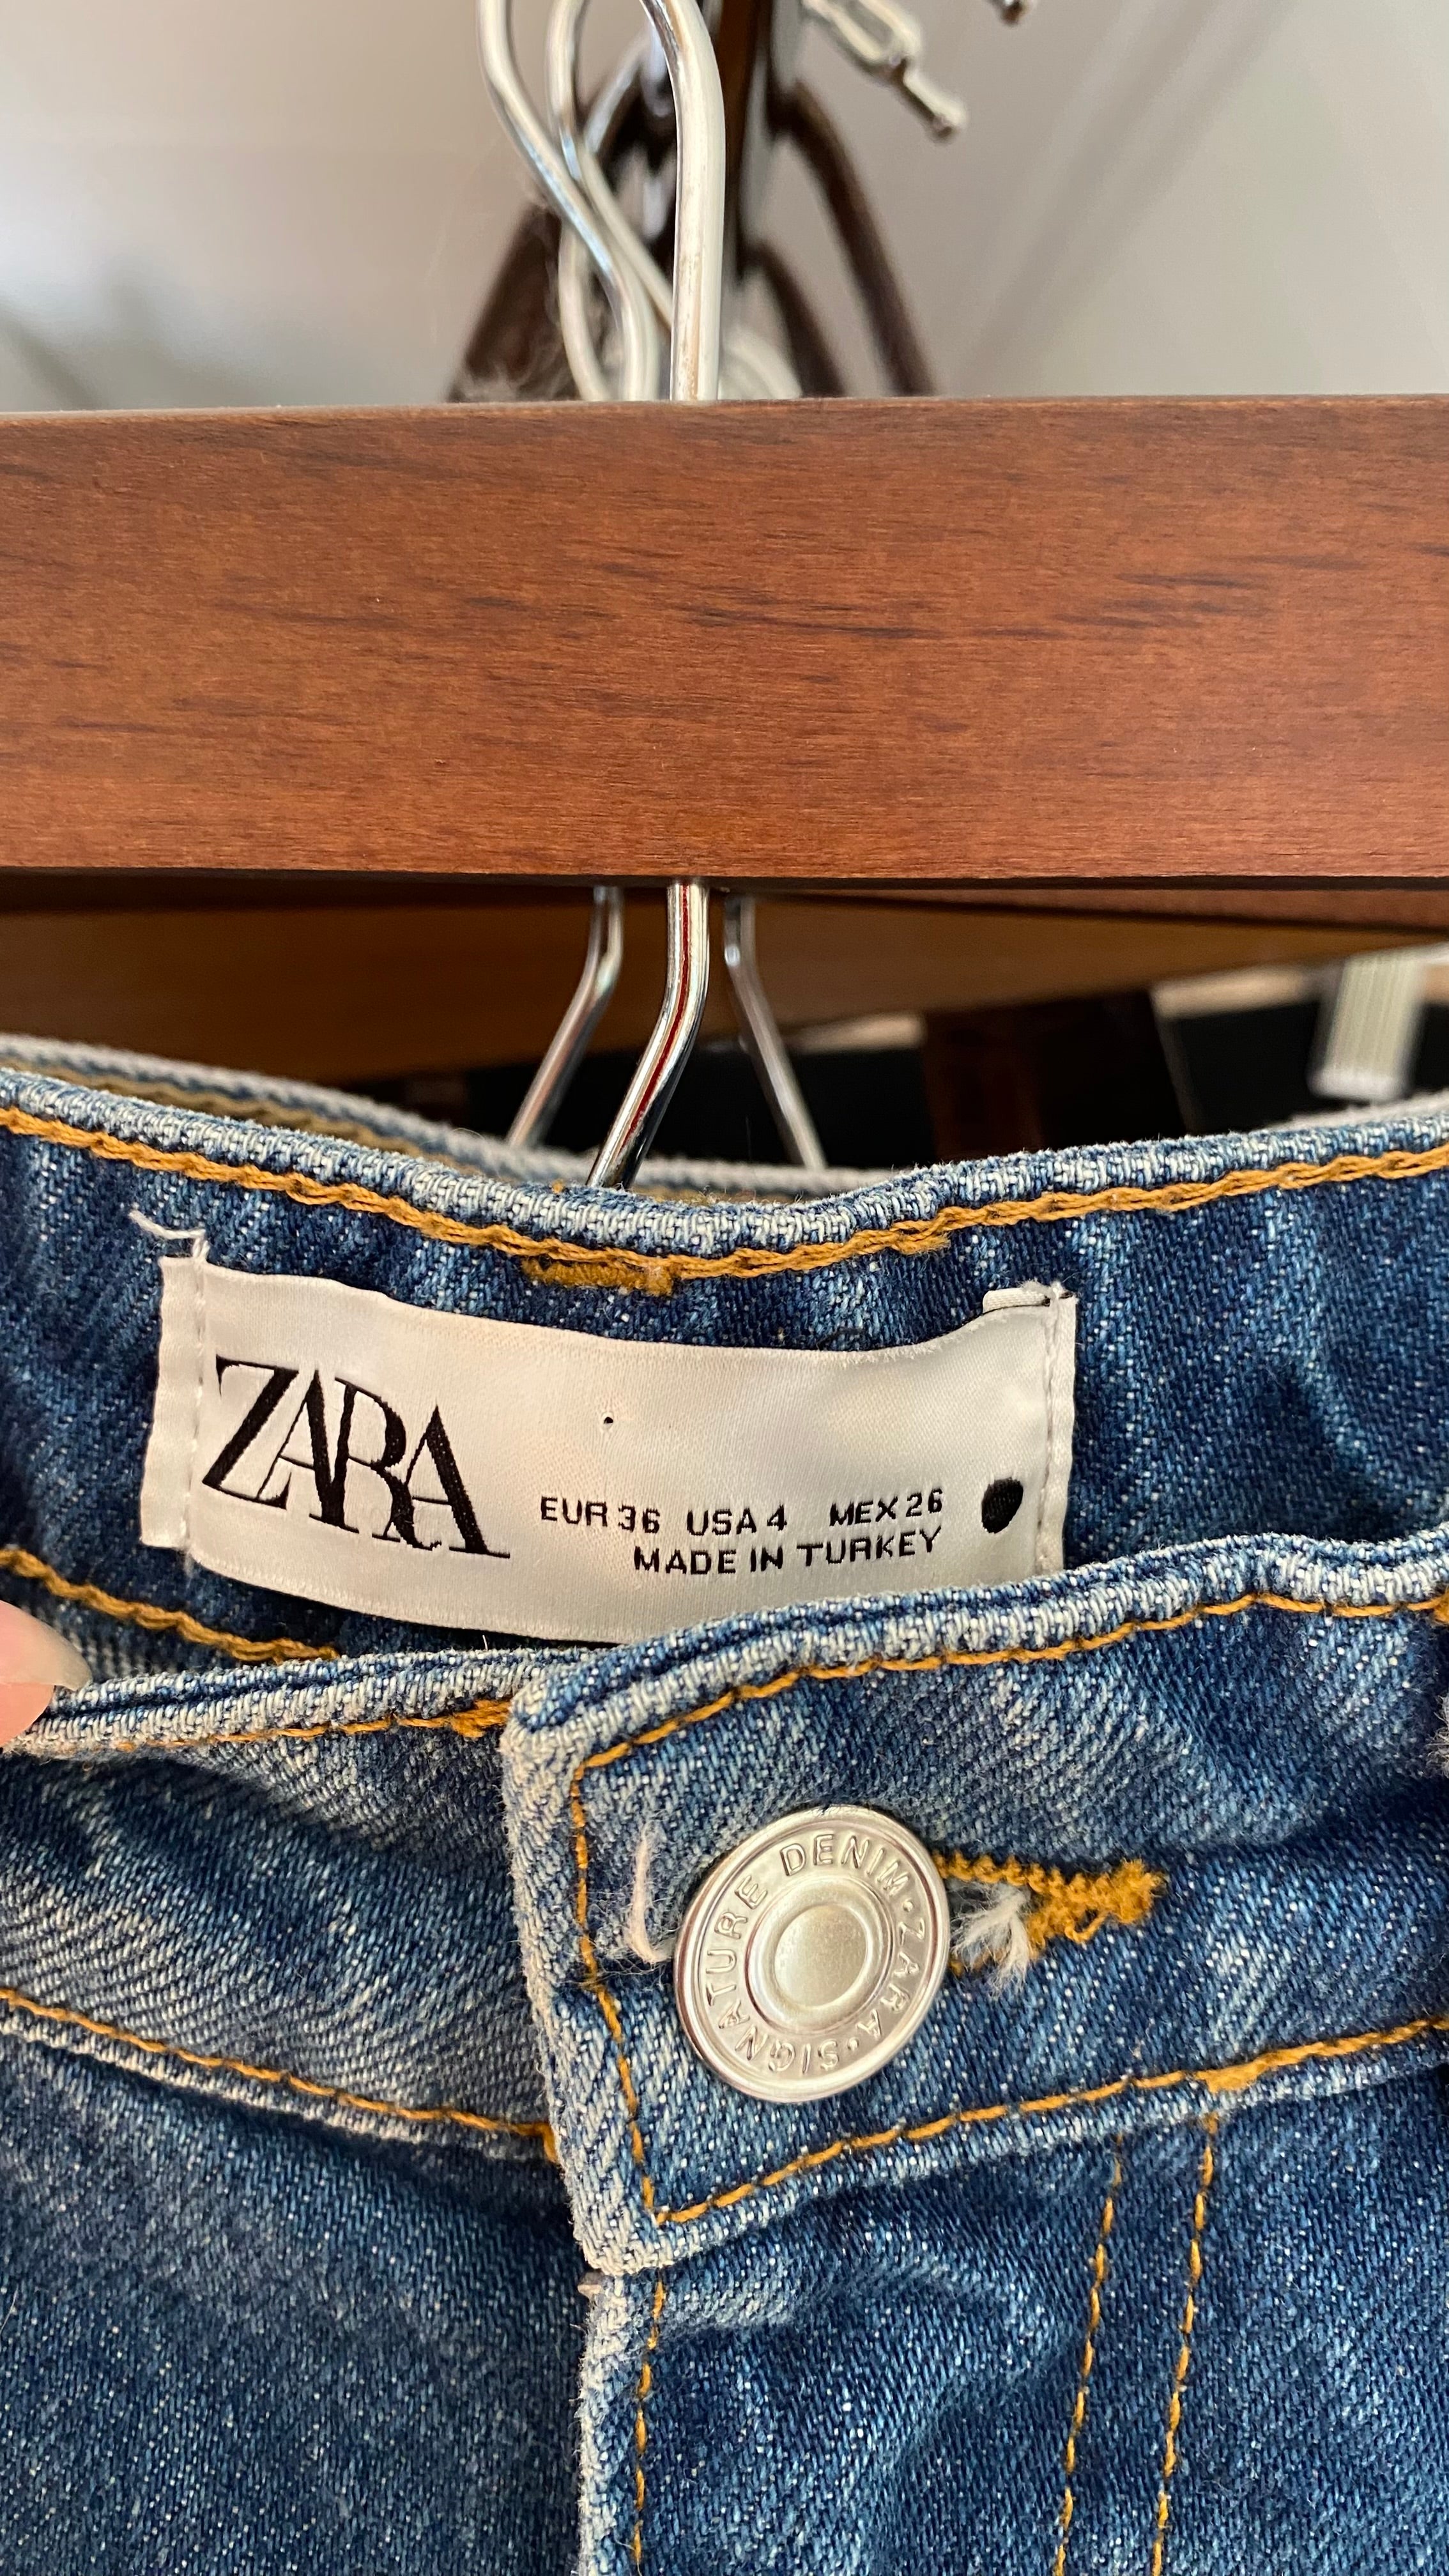 ZARA
EUR 36 USA 4 MEX 26
MADE IN TURKEY
SIGNATURE DENIM · ZARA ·